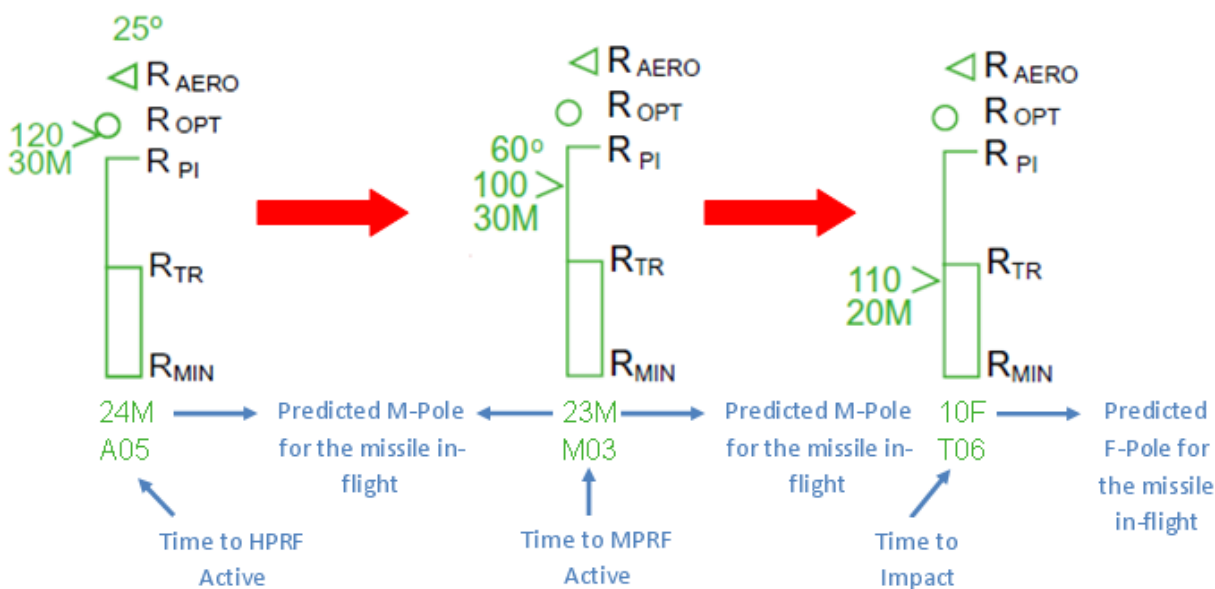 25º
R AERO
R OPT
120
30M
R PI
R TR
R MIN
24M
A05
R AERO
R OPT
60º
R PI
100
30M
R TR
R MIN
23M
M03
R AERO
R OPT
R PI
R TR
110
20M
R MIN
10F
T06
Predicted M-Pole
for the missile in-
flight
Predicted M-Pole
for the missile in-
flight
Predicted
F-Pole for
the missile
in-flight
Time to HPRF
Active
Time to MPRF
Active
Time to
Impact